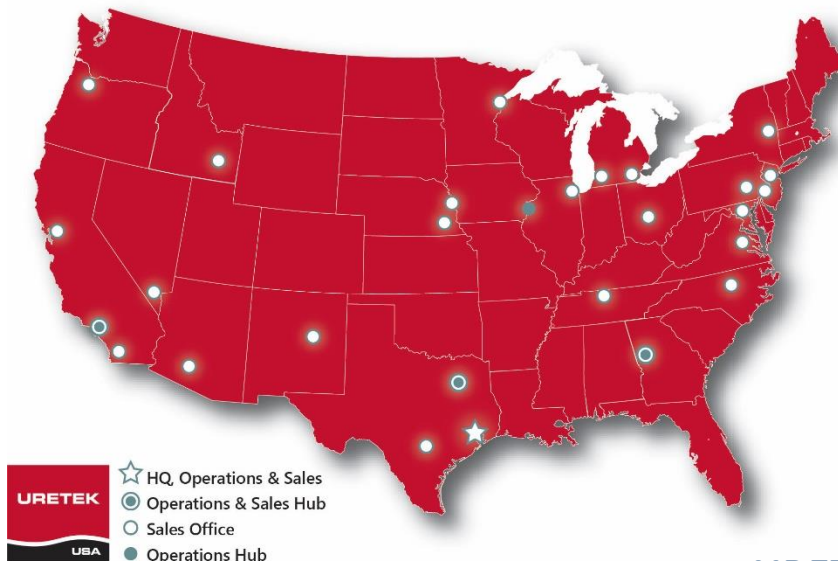 HQ, Operations & Sales
Operations & Sales Hub
Sales Office
Operations Hub
URETEK
USA